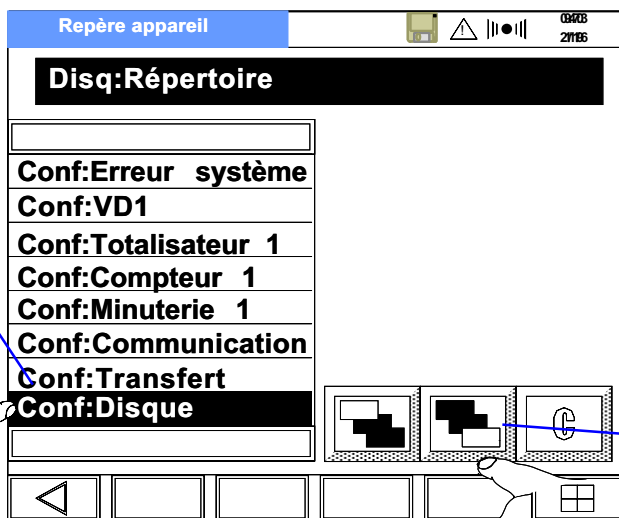 Repère appareil
Disq:Répertoire
Conf:Erreur système
Conf:VD1
Conf:Totalisateur 1
Conf:Compteur 1
Conf:Minuterie 1
Conf:Communication
Conf:Transfert
Conf:Disque
C